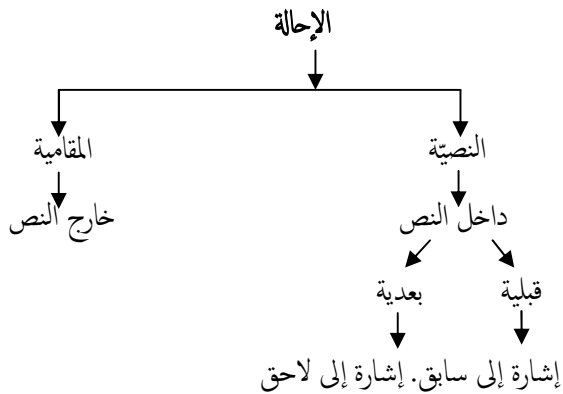 الإحالة
النصيّة المقامية
داخل النص خارج النص
قبلية بعدية
إشارة إلى سابق. إشارة إلى لاحق